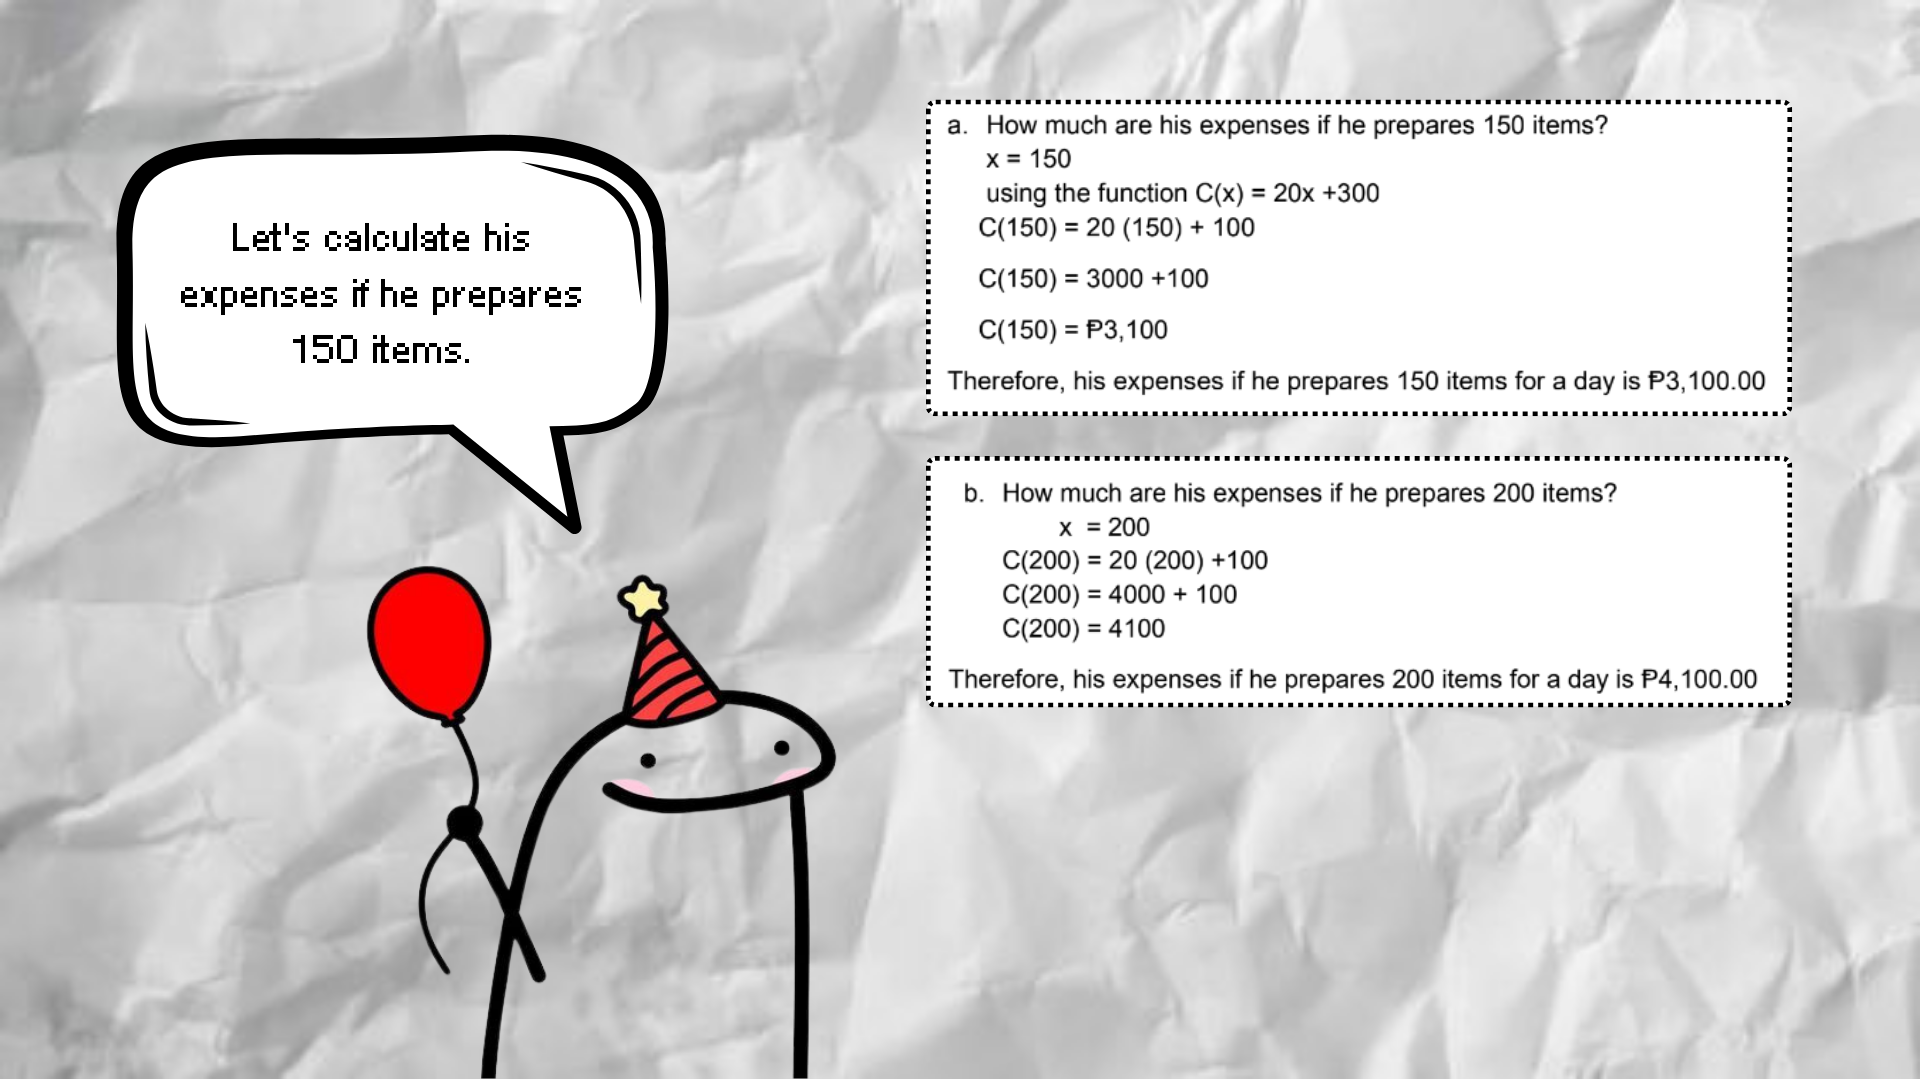 Let's calculate his
expenses if he prepares
150 items.
a. How much are his expenses if he prepares 150 items?
x = 150
using the function C(x) = 20x +300
C(150) = 20 (150) + 100
C(150) = 3000 +100
C(150) = ₱3,100
Therefore, his expenses if he prepares 150 items for a day is ₱3,100.00
b. How much are his expenses if he prepares 200 items?
x = 200
C(200) = 20 (200) +100
C(200) = 4000 + 100
C(200) = 4100
Therefore, his expenses if he prepares 200 items for a day is ₱4,100.00